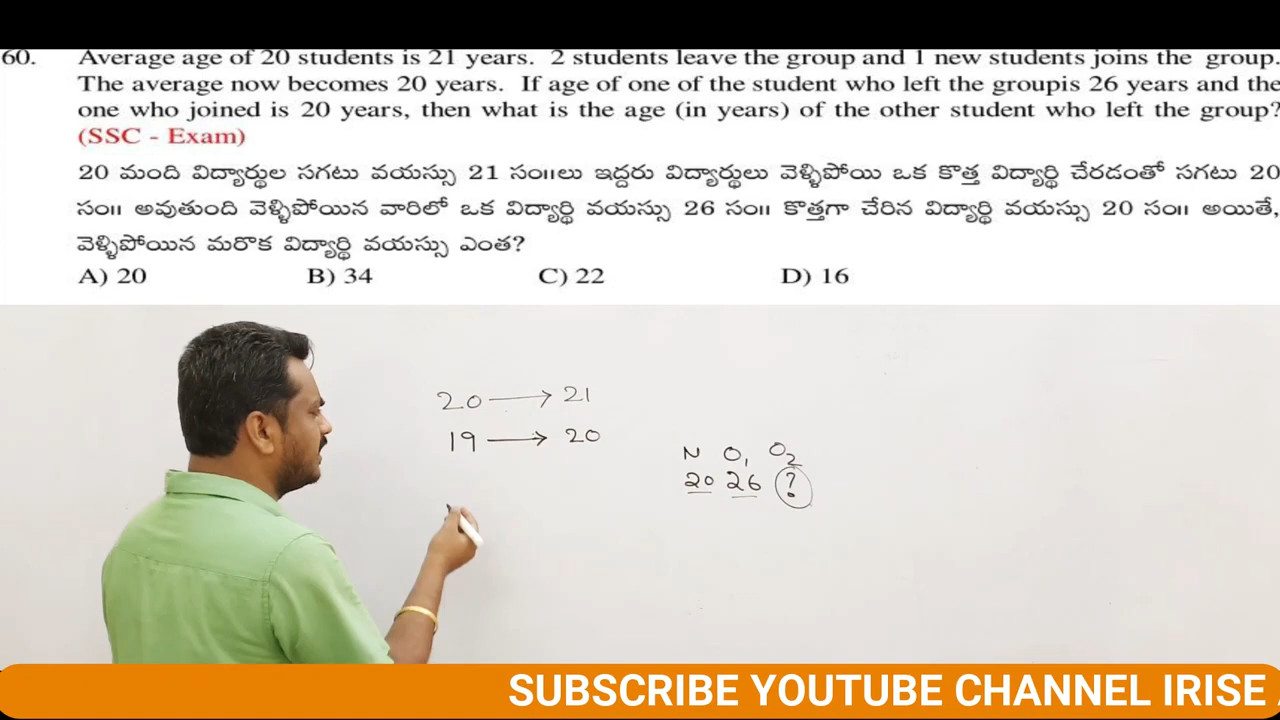 60. Average age of 20 students is 21 years. 2 students leave the group and 1 new students joins the group.
The average now becomes 20 years. If age of one of the student who left the groupis 26 years and the
one who joined is 20 years, then what is the age (in years) of the other student who left the group?
(SSC - Exam)
20 మంది విద్యార్థుల సగటు వయస్సు 21 సం॥లు ఇద్దరు విద్యార్థులు వెళ్ళిపోయి ఒక కొత్త విద్యార్థి చేరడంతో సగటు 20
సం॥ అవుతుంది వెళ్ళిపోయిన వారిలో ఒక విద్యార్థి వయస్సు 26 సం॥ కొత్తగా చేరిన విద్యార్థి వయస్సు 20 సం॥ అయితే,
వెళ్ళిపోయిన మరొక విద్యార్థి వయస్సు ఎంత?
A) 20 B) 34 C) 22 D) 16
20 → 21
19 → 20
N O₁ O₂
20 26 ?
SUBSCRIBE YOUTUBE CHANNEL IRISE